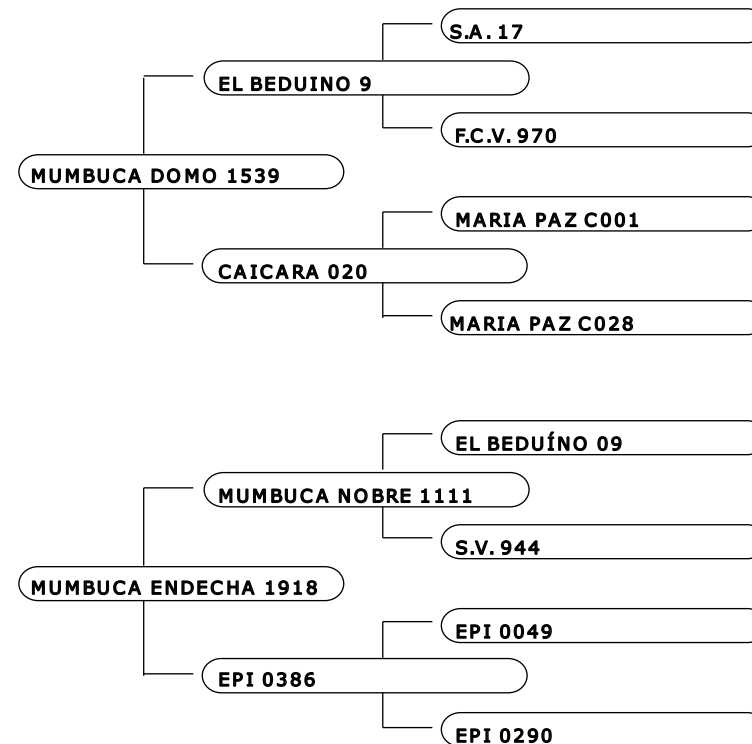 S.A. 17
EL BEDUINO 9
F.C.V. 970
MUMBUCA DOMO 1539
MARIA PAZ C001
CAICARA 020
MARIA PAZ C028
EL BEDUÍNO 09
MUMBUCA NOBRE 1111
S.V. 944
MUMBUCA ENDECHA 1918
EPI 0049
EPI 0386
EPI 0290